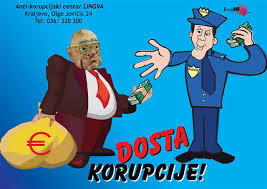 Anti-korupcijski centar LINGVA
Kraljevo, Olge Jovičić 24
Tel: 036/ 320 300
€
DOSTA
KORUPCIJE!